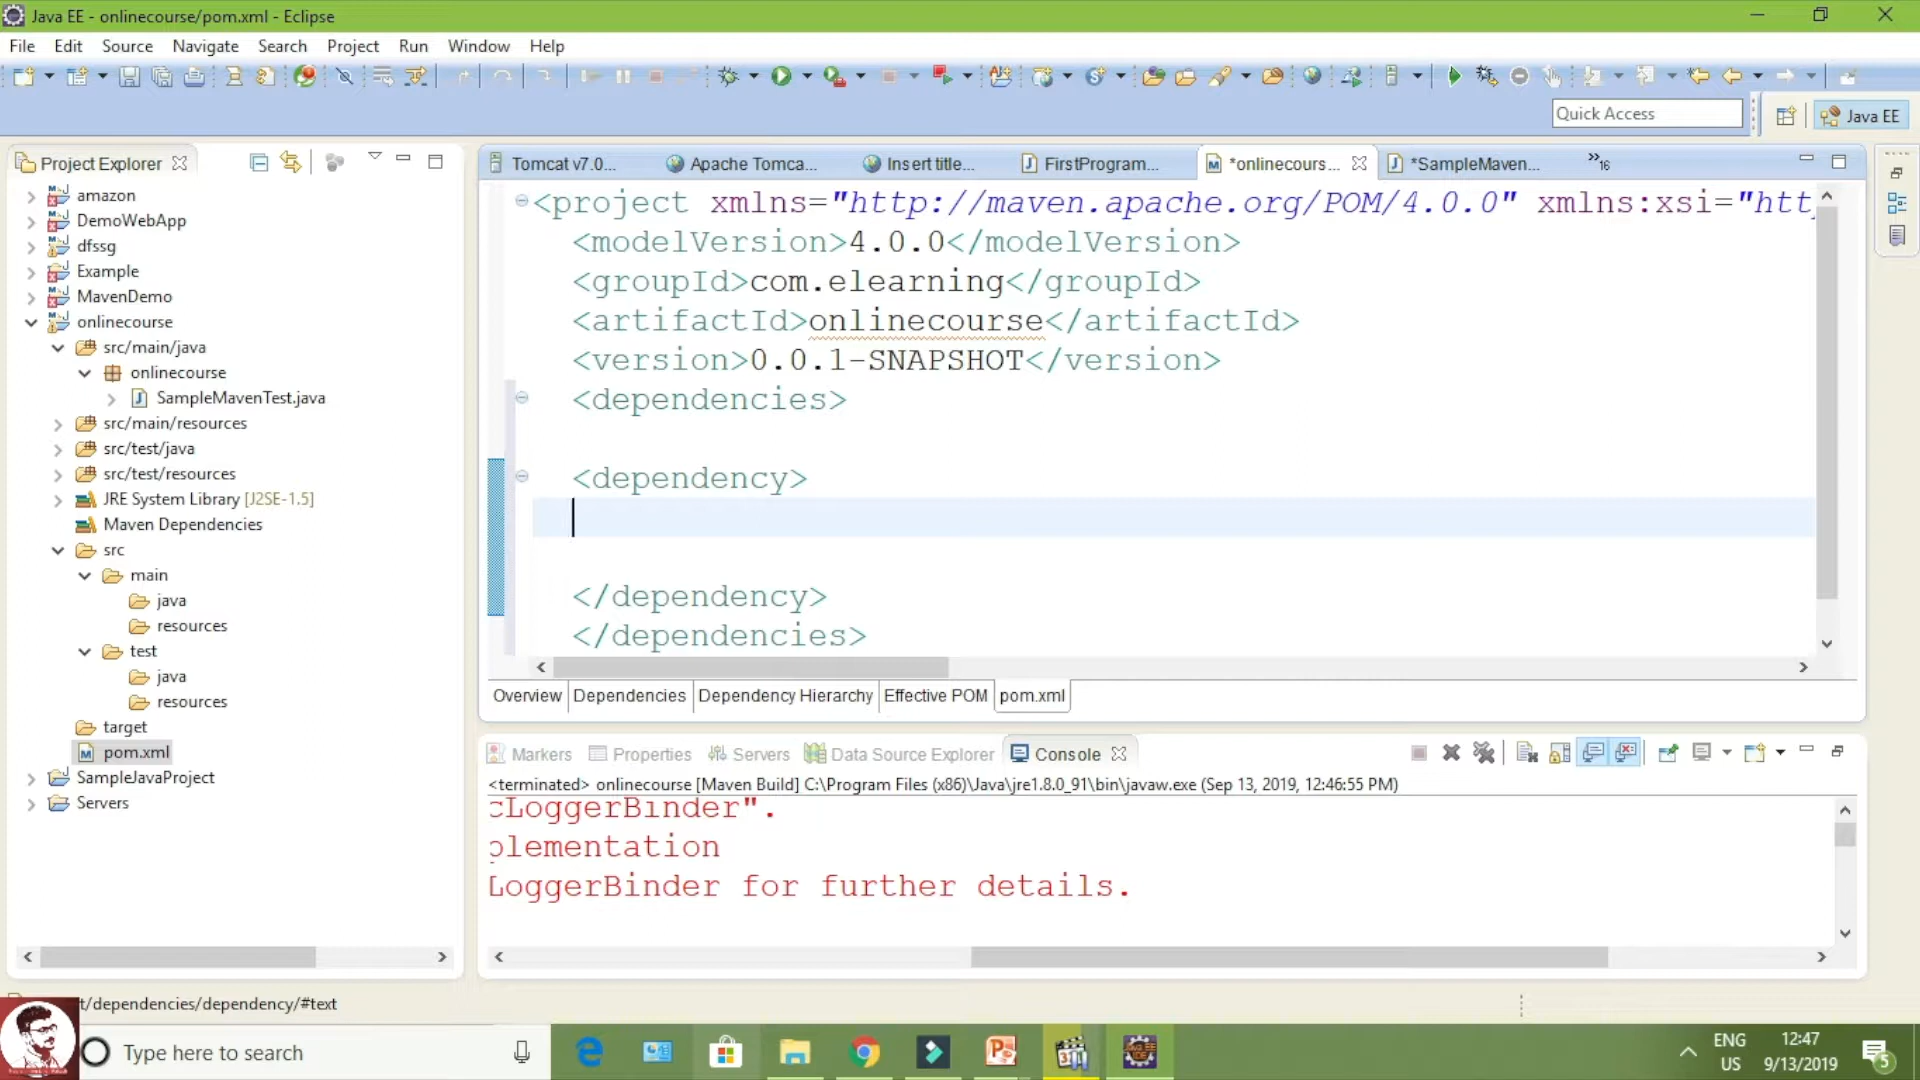 Java EE - onlinecourse/pom.xml - Eclipse
File Edit Source Navigate Search Project Run Window Help
Quick Access
Java EE
Project Explorer
amazon
DemoWebApp
dfssg
Example
MavenDemo
onlinecourse
src/main/java
onlinecourse
SampleMavenTest.java
src/main/resources
src/test/java
src/test/resources
JRE System Library [J2SE-1.5]
Maven Dependencies
src
main
java
resources
test
java
resources
target
pom.xml
SampleJavaProject
Servers
Tomcat v7.0... Apache Tomca... Insert title... FirstProgram... *onlinecours... *SampleMaven... »16
<project xmlns="http://maven.apache.org/POM/4.0.0" xmlns:xsi="htt
<modelVersion>4.0.0</modelVersion>
<groupId>com.elearning</groupId>
<artifactId>onlinecourse</artifactId>
<version>0.0.1-SNAPSHOT</version>
<dependencies>
<dependency>
</dependency>
</dependencies>
Overview Dependencies Dependency Hierarchy Effective POM pom.xml
Markers Properties Servers Data Source Explorer Console
<terminated> onlinecourse [Maven Build] C:\Program Files (x86)\Java\jre1.8.0_91\bin\javaw.exe (Sep 13, 2019, 12:46:55 PM)
cLoggerBinder".
plementation
LoggerBinder for further details.
t/dependencies/dependency/#text
Type here to search
ENG
US
12:47
9/13/2019
5